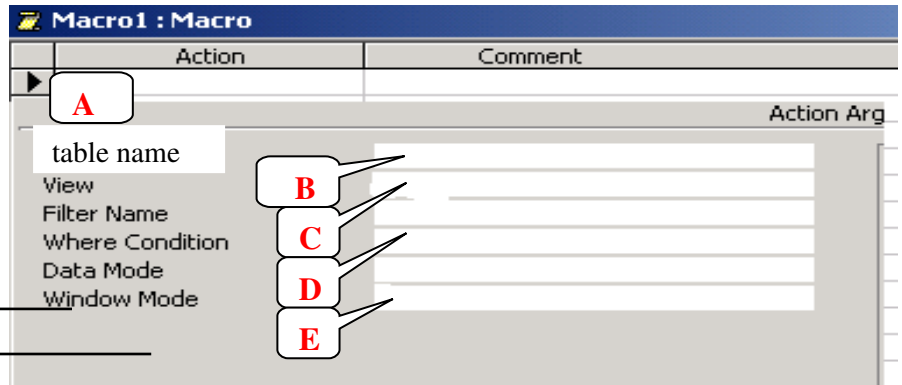 Macro1 : Macro
Action Comment
A
Action Arg
table name
B
View
Filter Name
C
Where Condition
Data Mode
D
Window Mode
E